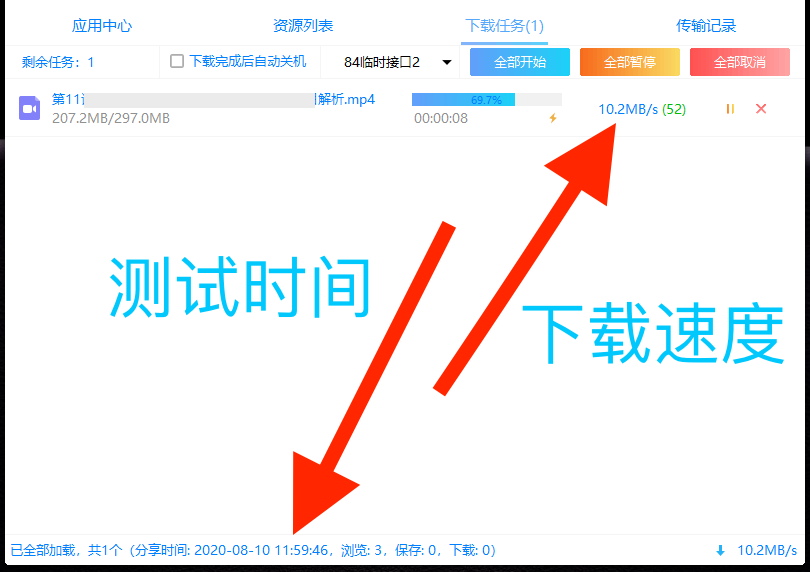 应用中心
资源列表
下载任务(1)
传输记录
剩余任务：1
下载完成后自动关机
84临时接口2
全部开始
全部暂停
全部取消
第11
解析.mp4
69.7%
10.2MB/s (52)
207.2MB/297.0MB
00:00:08
测试时间
下载速度
已全部加载，共1个（分享时间: 2020-08-10 11:59:46，浏览: 3，保存: 0，下载: 0）
10.2MB/s